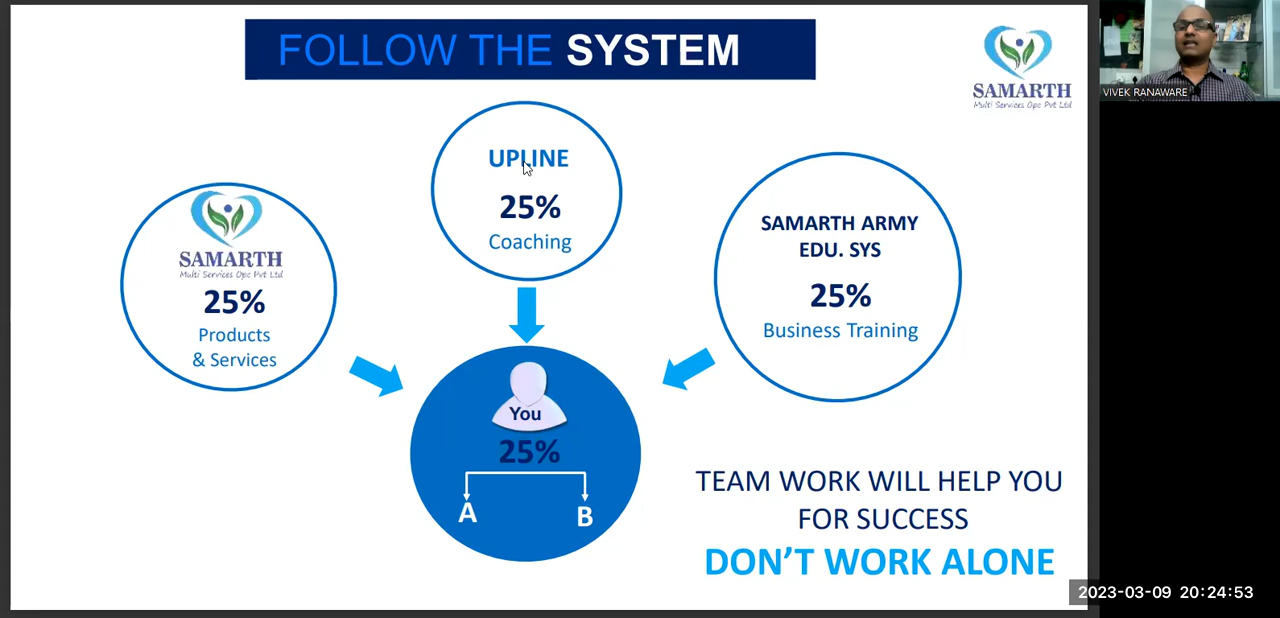 FOLLOW THE SYSTEM
SAMARTH
Multi Services Opc Pvt Ltd
VIVEK RANAWARE
UPLINE
25%
Coaching
SAMARTH
Multi Services Opc Pvt Ltd
25%
Products
& Services
SAMARTH ARMY
EDU. SYS
25%
Business Training
You
25%
A B
TEAM WORK WILL HELP YOU
FOR SUCCESS
DON'T WORK ALONE
2023-03-09 20:24:53